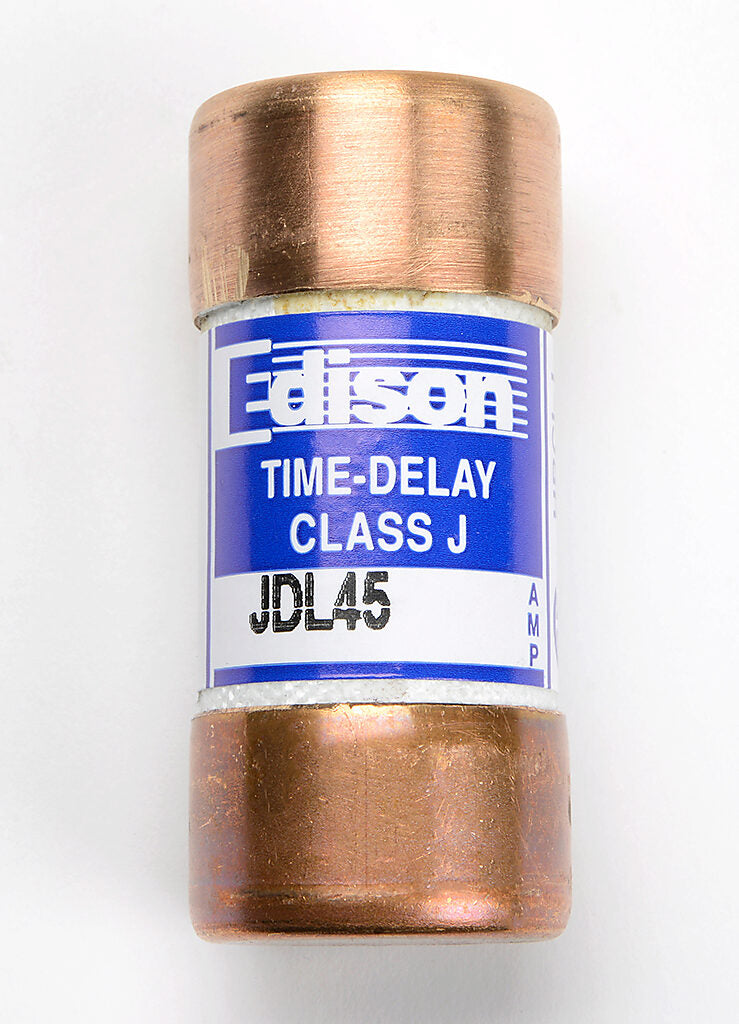 Edison
TIME-DELAY
CLASS J
JDL45
AMP